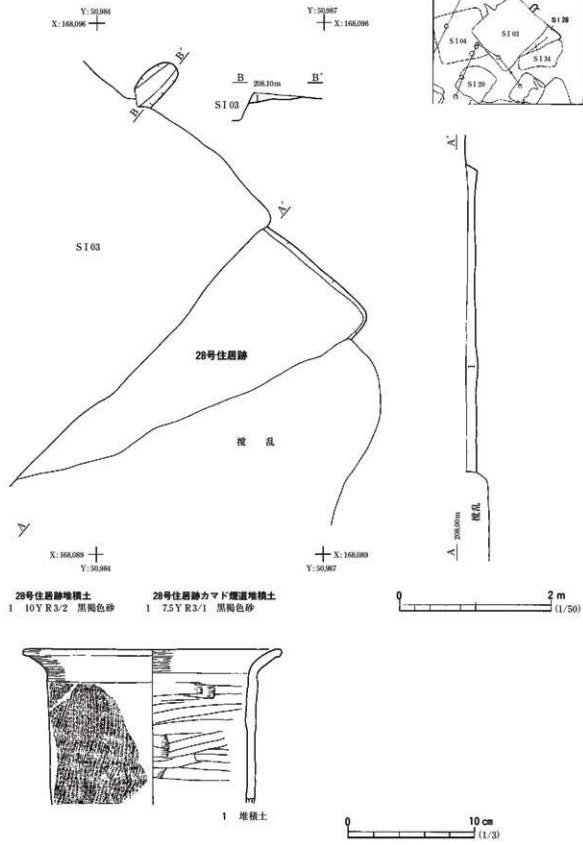 Y: 50,984
X: 168,096
Y: 50,987
X: 168,096
SI 28
SI 04
SI 03
SI 34
SI 29
B'
B
B
B'
208.10m
SI 03
A'
A'
SI 03
28号住居跡
1
撹乱
A
A
208.00m
撹乱
X: 168,089
Y: 50,984
X: 168,089
Y: 50,987
28号住居跡堆積土
1 10YR3/2 黒褐色砂
28号住居跡カマド煙道堆積土
1 7.5YR3/1 黒褐色砂
0
2 m
(1/50)
1 堆積土
0
10 cm
(1/3)